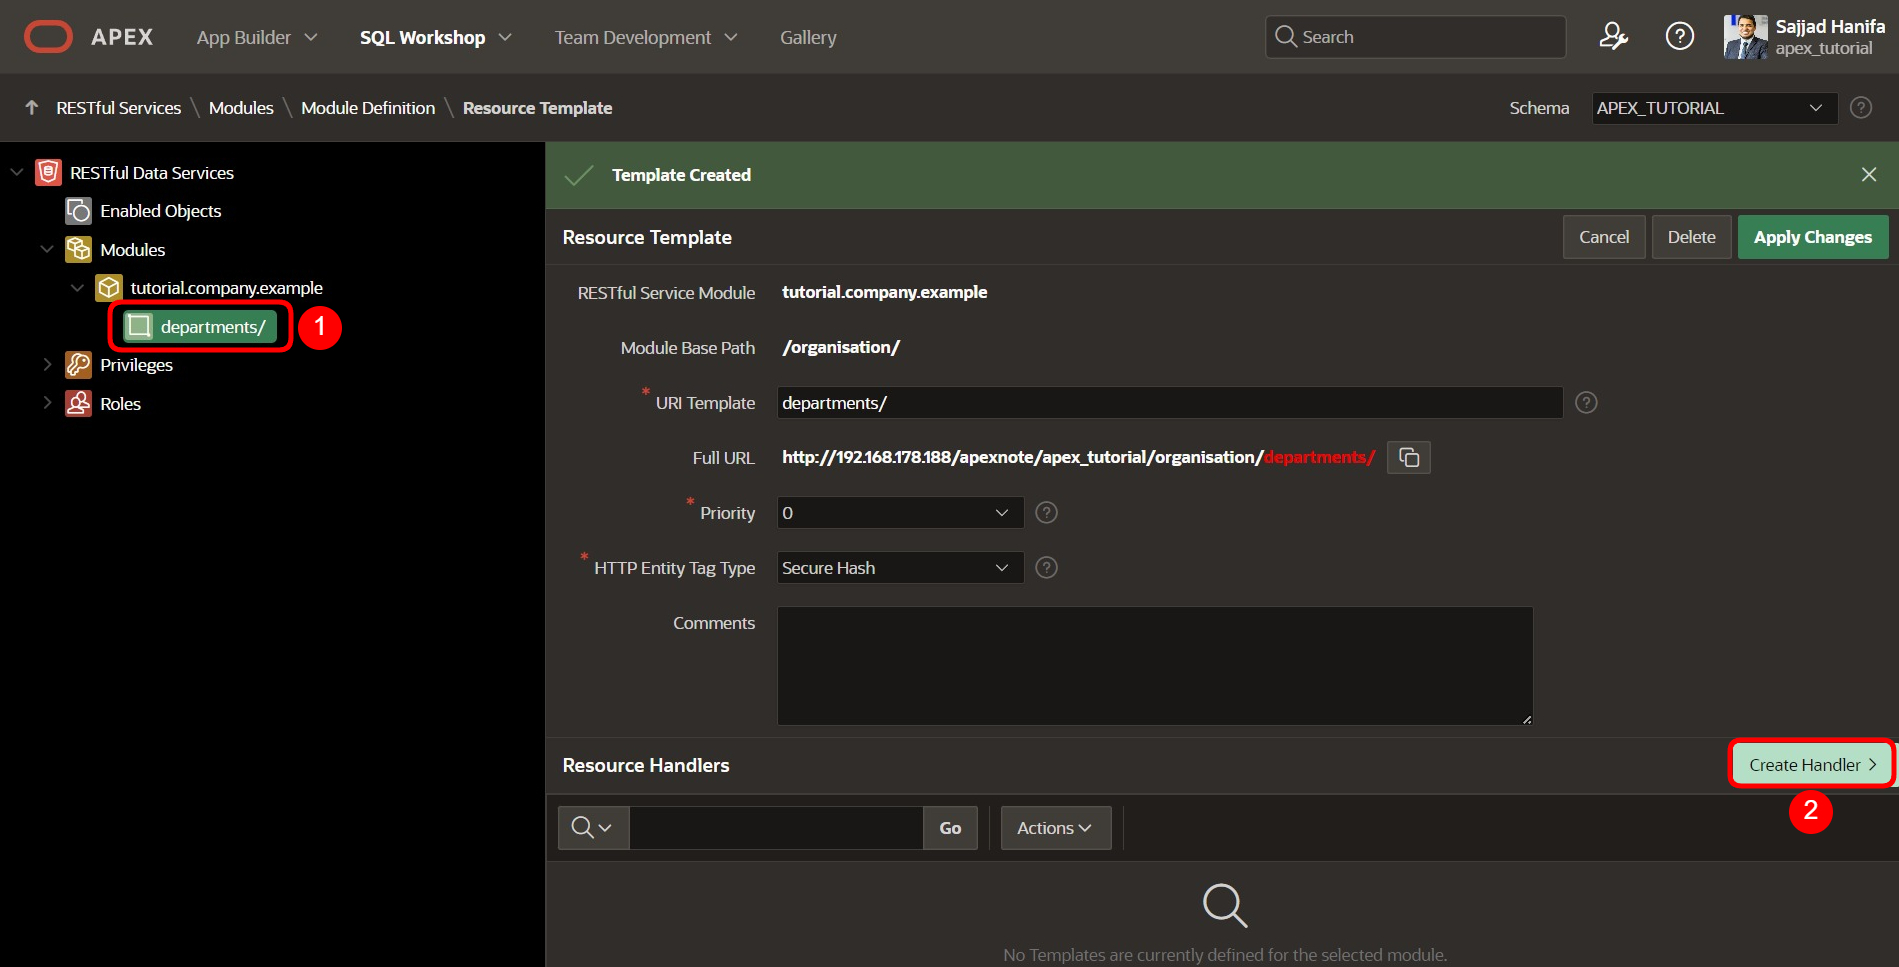 APEX App Builder SQL Workshop Team Development Gallery Search ? Sajjad Hanifa
apex_tutorial
RESTful Services \ Modules \ Module Definition \ Resource Template Schema APEX_TUTORIAL ?
RESTful Data Services
Enabled Objects
Modules
tutorial.company.example
departments/ 1
Privileges
Roles
Template Created
Resource Template Cancel Delete Apply Changes
RESTful Service Module tutorial.company.example
Module Base Path /organisation/
* URI Template departments/ ?
Full URL http://192.168.178.188/apexnote/apex_tutorial/organisation/departments/
* Priority 0 ?
* HTTP Entity Tag Type Secure Hash ?
Comments
Resource Handlers Create Handler >
2
Go Actions
No Templates are currently defined for the selected module.